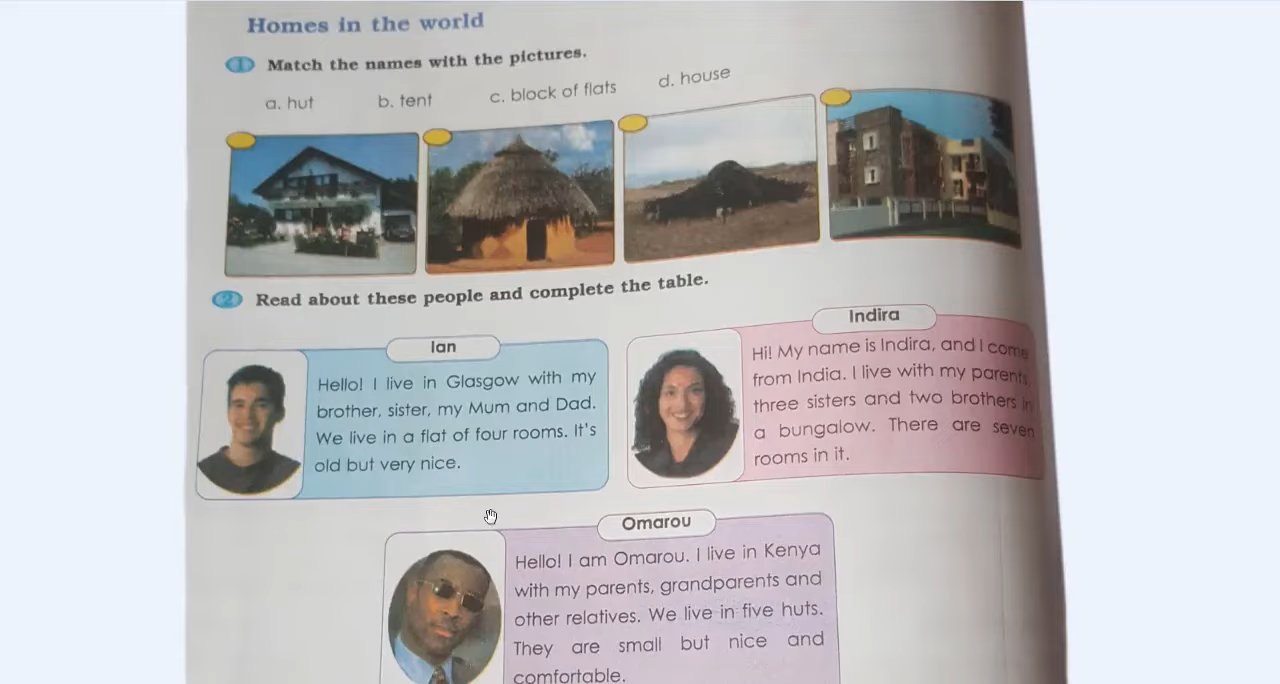 Homes in the world
1 Match the names with the pictures.
a. hut b. tent c. block of flats d. house
2 Read about these people and complete the table.
Ian
Hello! I live in Glasgow with my
brother, sister, my Mum and Dad.
We live in a flat of four rooms. It's
old but very nice.
Indira
Hi! My name is Indira, and I come
from India. I live with my parents,
three sisters and two brothers in
a bungalow. There are seven
rooms in it.
Omarou
Hello! I am Omarou. I live in Kenya
with my parents, grandparents and
other relatives. We live in five huts.
They are small but nice and
comfortable.